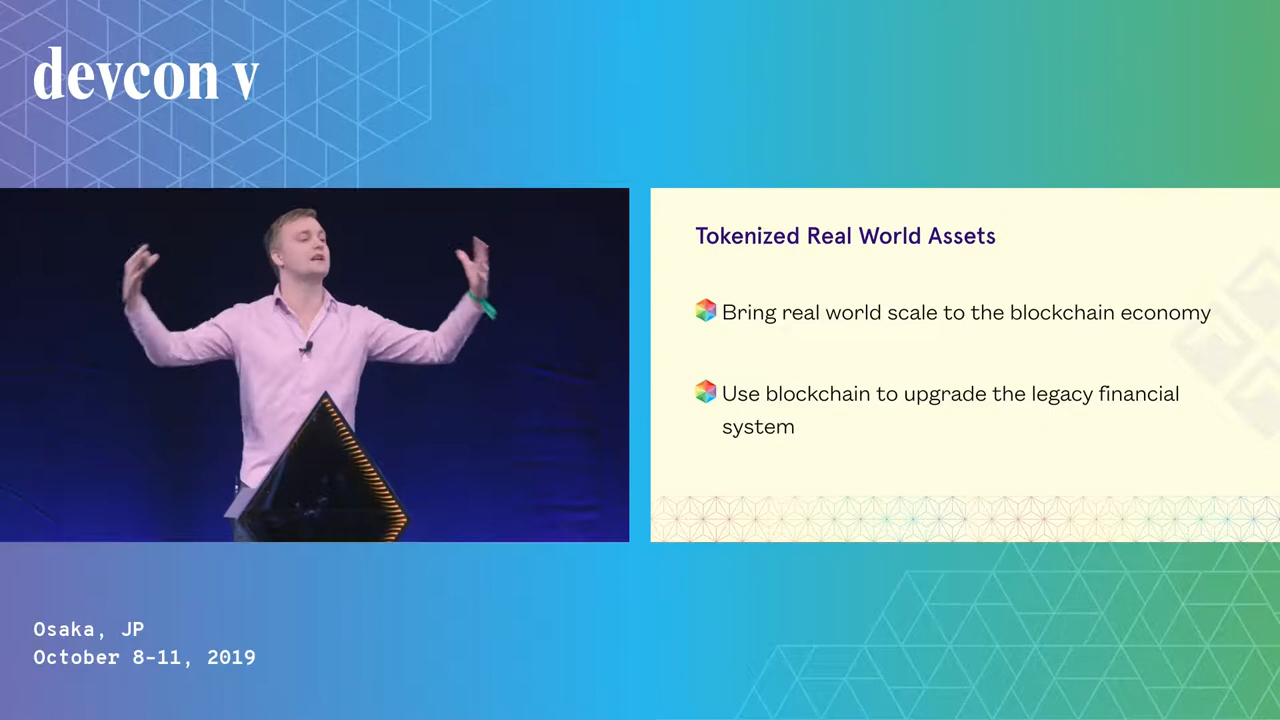 devcon v
Tokenized Real World Assets
Bring real world scale to the blockchain economy
Use blockchain to upgrade the legacy financial
system
Osaka, JP
October 8-11, 2019